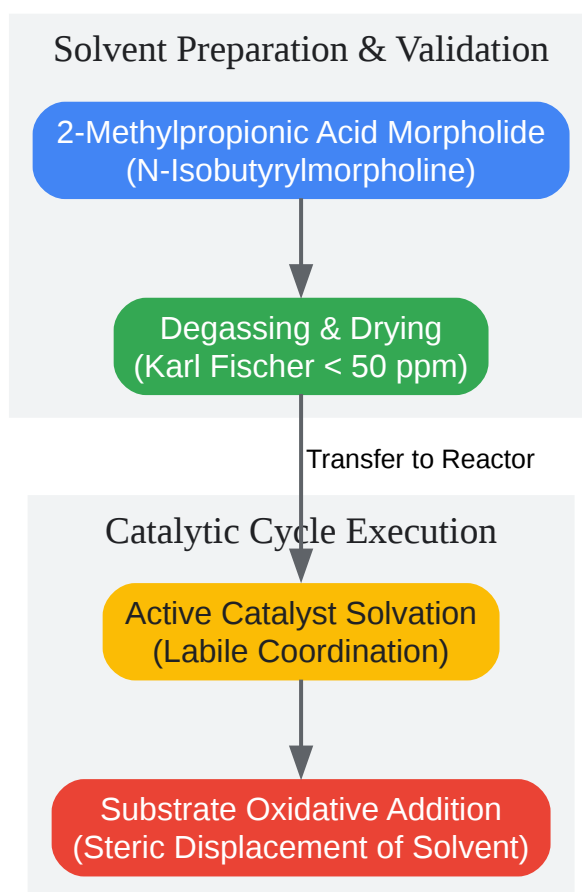 Solvent Preparation & Validation
2-Methylpropionic Acid Morpholide
(N-Isobutyrylmorpholine)
Degassing & Drying
(Karl Fischer < 50 ppm)
Transfer to Reactor
Catalytic Cycle Execution
Active Catalyst Solvation
(Labile Coordination)
Substrate Oxidative Addition
(Steric Displacement of Solvent)